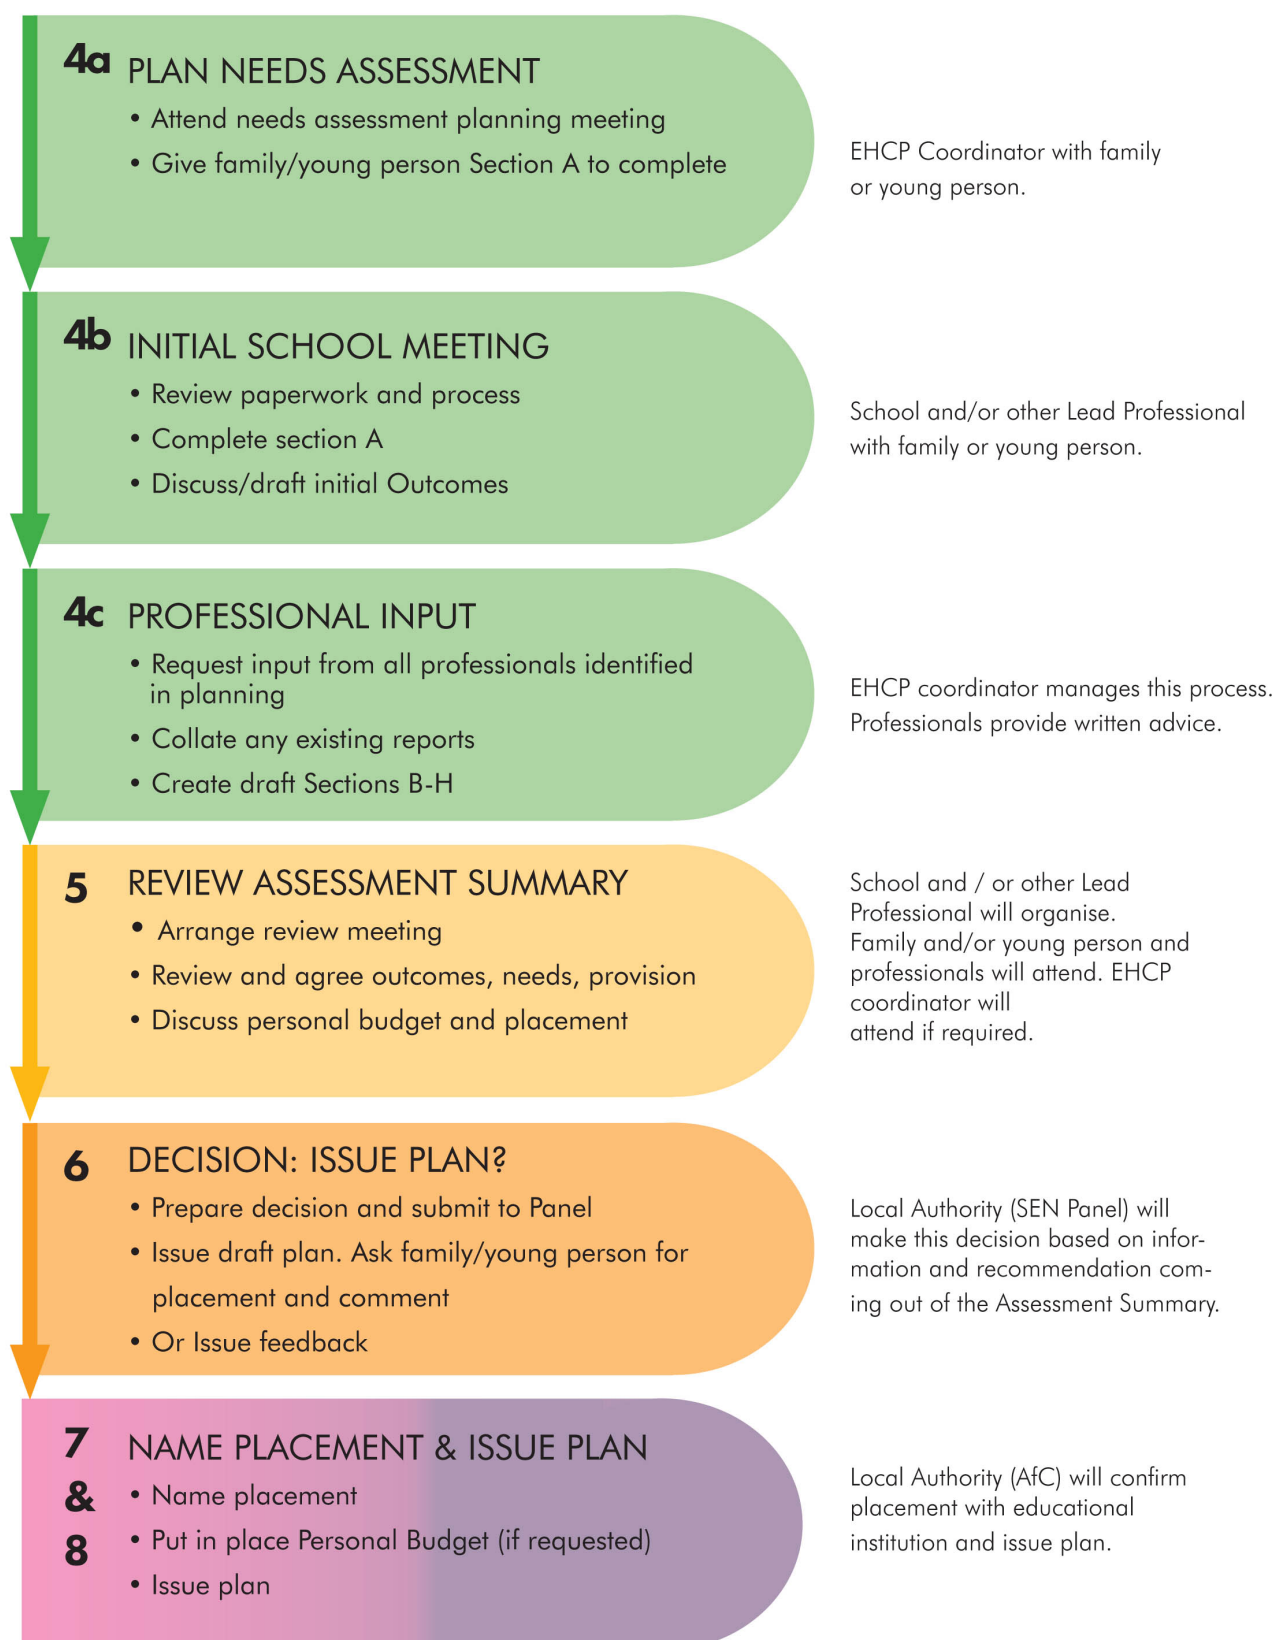 4a PLAN NEEDS ASSESSMENT
• Attend needs assessment planning meeting
• Give family/young person Section A to complete
EHCP Coordinator with family
or young person.
4b INITIAL SCHOOL MEETING
• Review paperwork and process
• Complete section A
• Discuss/draft initial Outcomes
School and/or other Lead Professional
with family or young person.
4c PROFESSIONAL INPUT
• Request input from all professionals identified
in planning
• Collate any existing reports
• Create draft Sections B-H
EHCP coordinator manages this process.
Professionals provide written advice.
5 REVIEW ASSESSMENT SUMMARY
• Arrange review meeting
• Review and agree outcomes, needs, provision
• Discuss personal budget and placement
School and / or other Lead
Professional will organise.
Family and/or young person and
professionals will attend. EHCP
coordinator will
attend if required.
6 DECISION: ISSUE PLAN?
• Prepare decision and submit to Panel
• Issue draft plan. Ask family/young person for
placement and comment
• Or Issue feedback
Local Authority (SEN Panel) will
make this decision based on infor-
mation and recommendation com-
ing out of the Assessment Summary.
7 & 8 NAME PLACEMENT & ISSUE PLAN
• Name placement
• Put in place Personal Budget (if requested)
• Issue plan
Local Authority (AfC) will confirm
placement with educational
institution and issue plan.